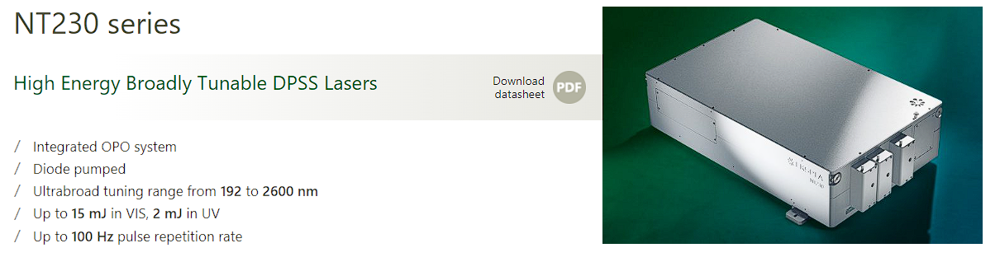 NT230 series
High Energy Broadly Tunable DPSS Lasers
Download
datasheet
PDF
/ Integrated OPO system
/ Diode pumped
/ Ultrabroad tuning range from 192 to 2600 nm
/ Up to 15 mJ in VIS, 2 mJ in UV
/ Up to 100 Hz pulse repetition rate